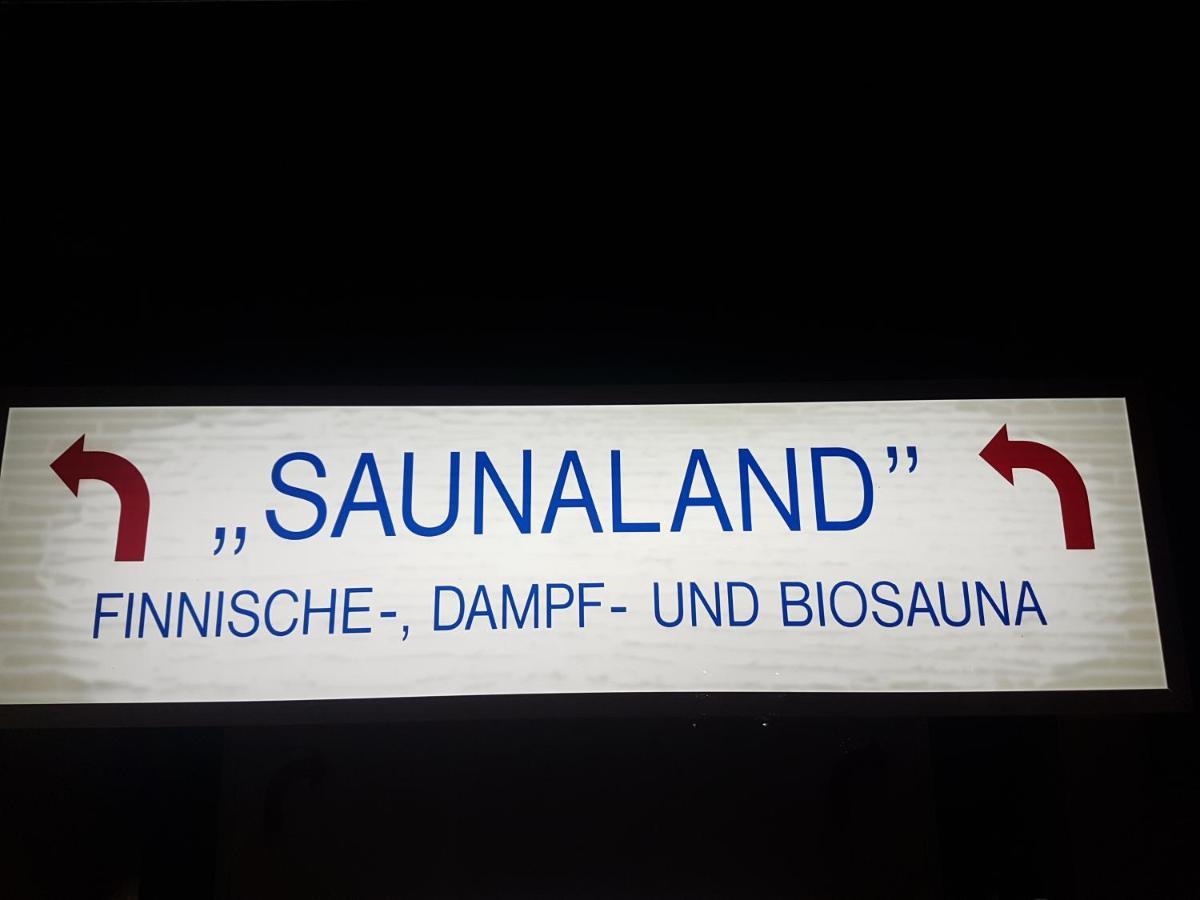 „SAUNALAND”
FINNISCHE-, DAMPF- UND BIOSAUNA